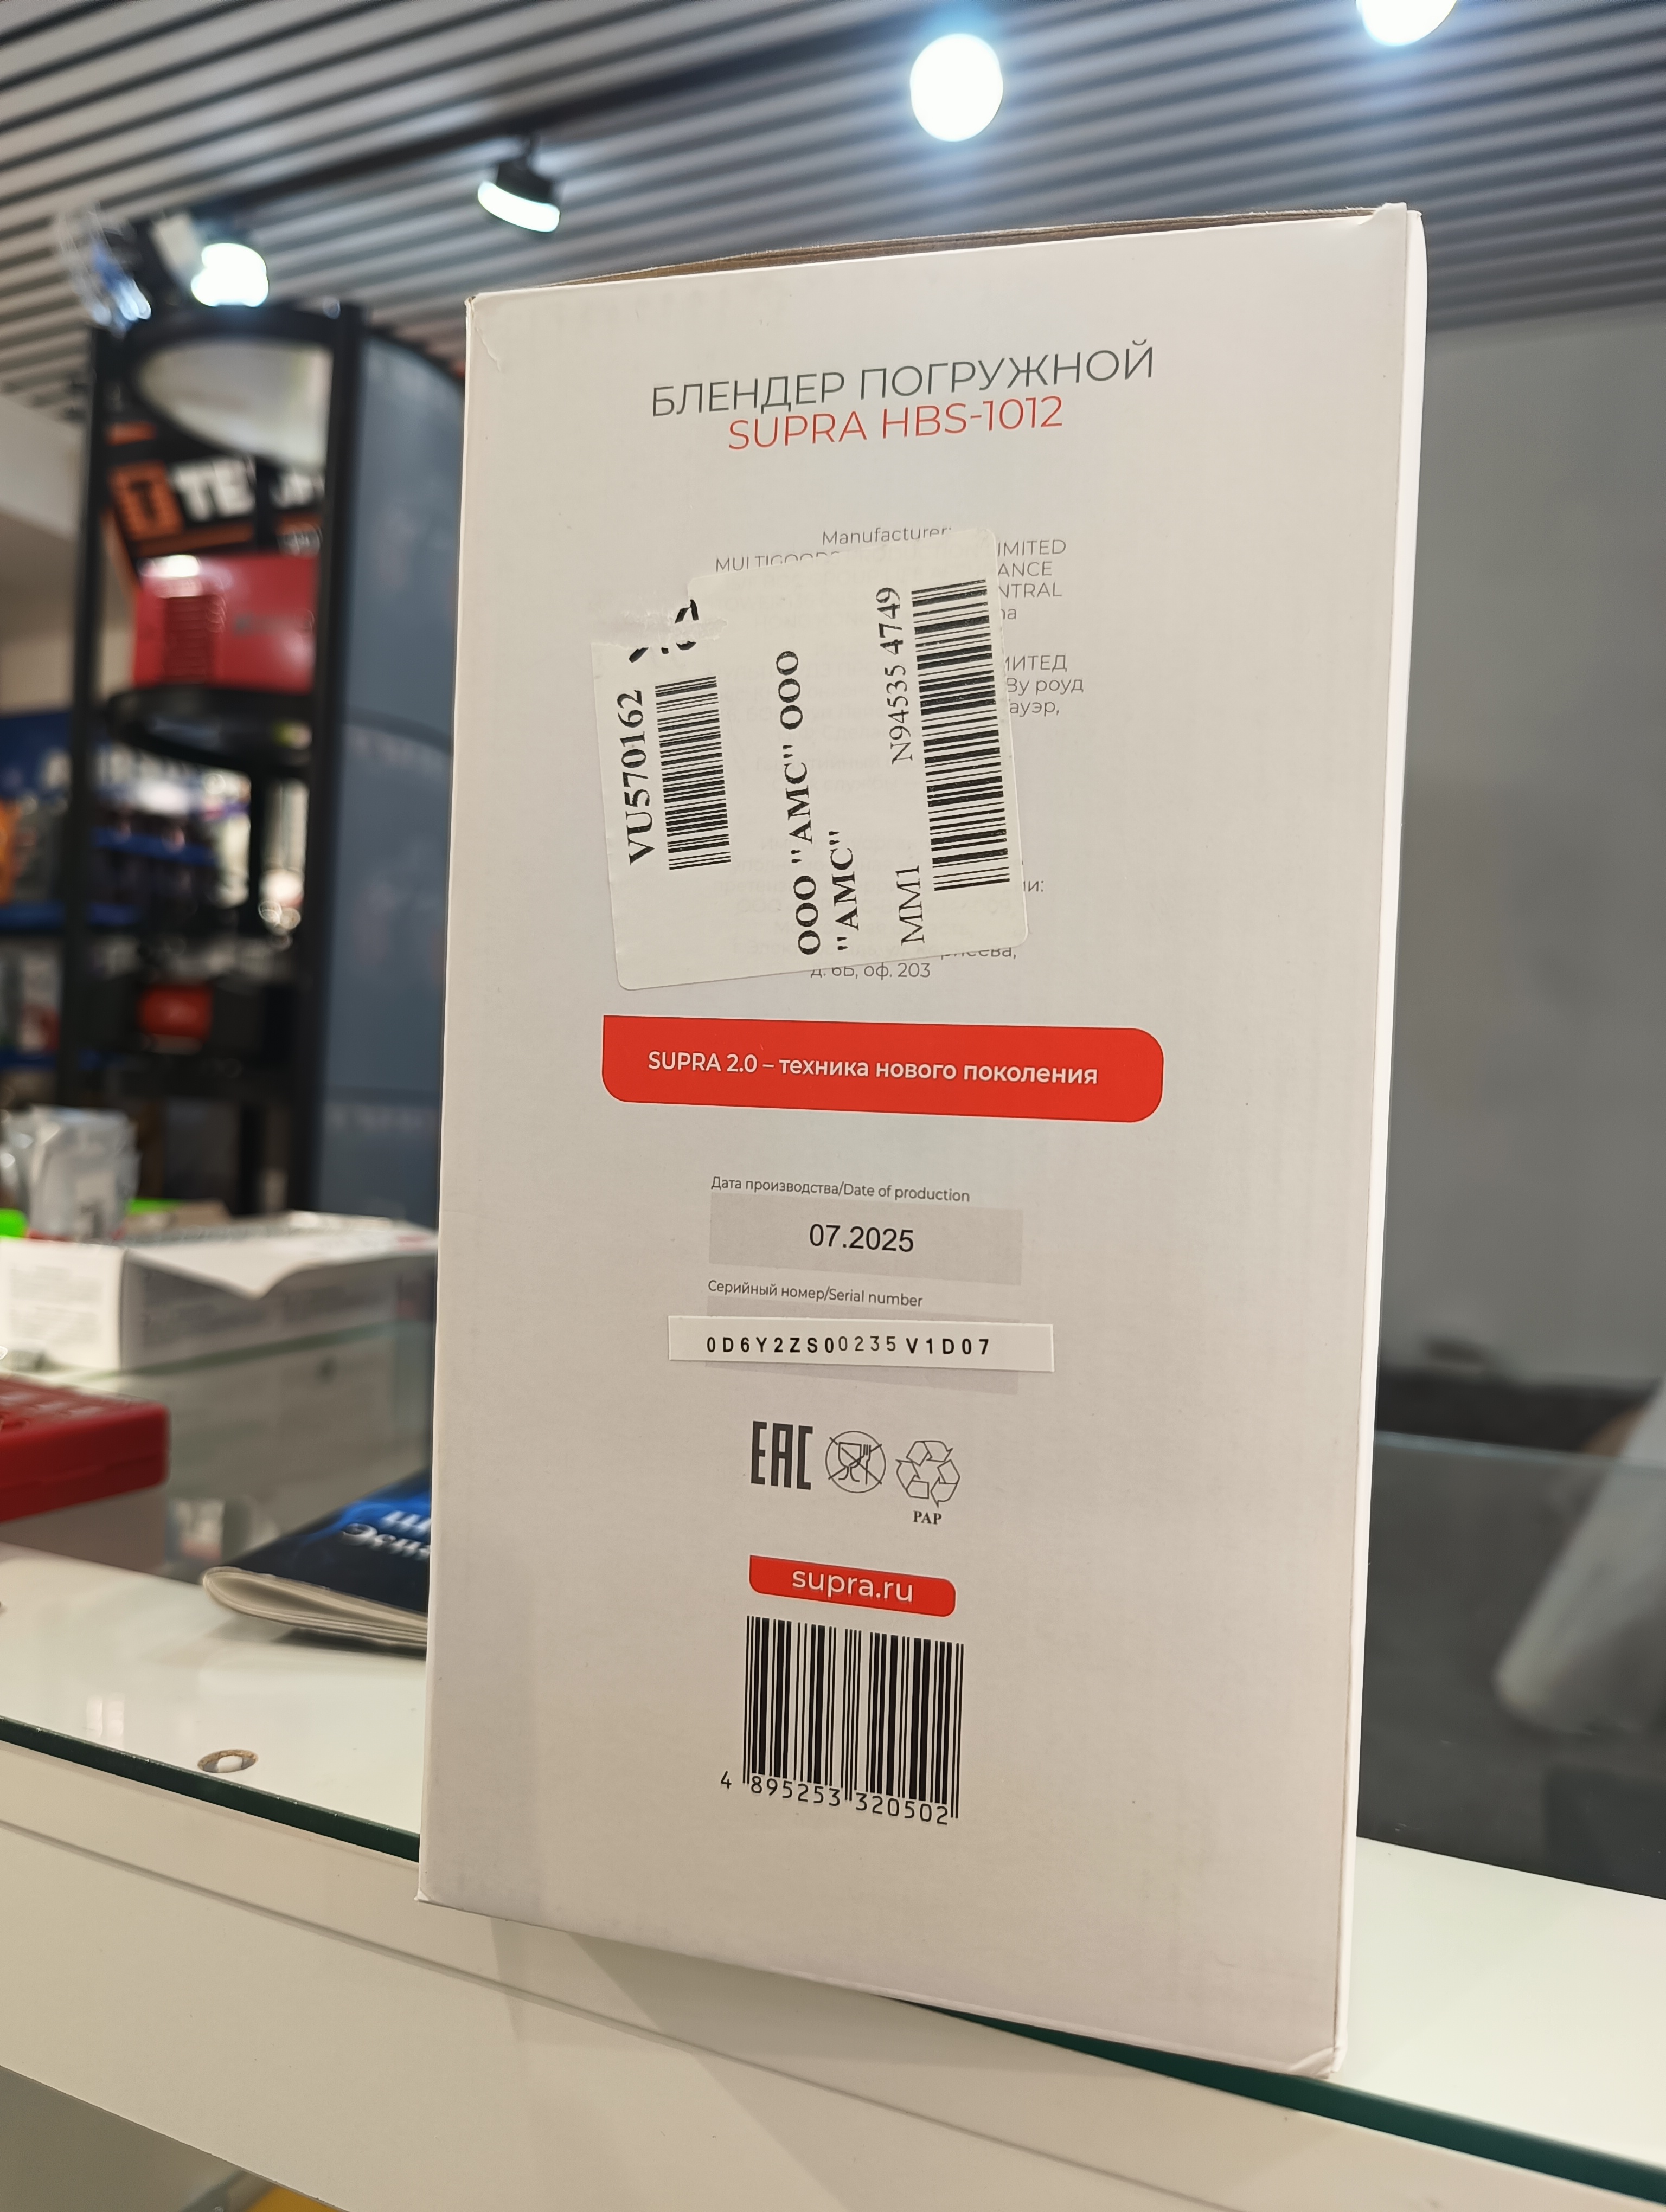 БЛЕНДЕР ПОГРУЖНОЙ
SUPRA HBS-1012
Manufacturer:
IMITED
ANCE
NTRAL
na
ИТЕД
Ву роуд
ауэр,
VU570162
ООО "АМС" ООО
"АМС"
MM1 N94535 4749
и:
д. 6Б, оф. 203
SUPRA 2.0 – техника нового поколения
Дата производства/Date of production
07.2025
Серийный номер/Serial number
0D6Y2ZS00235V1D07
EAC
PAP
supra.ru
4 895253 320502